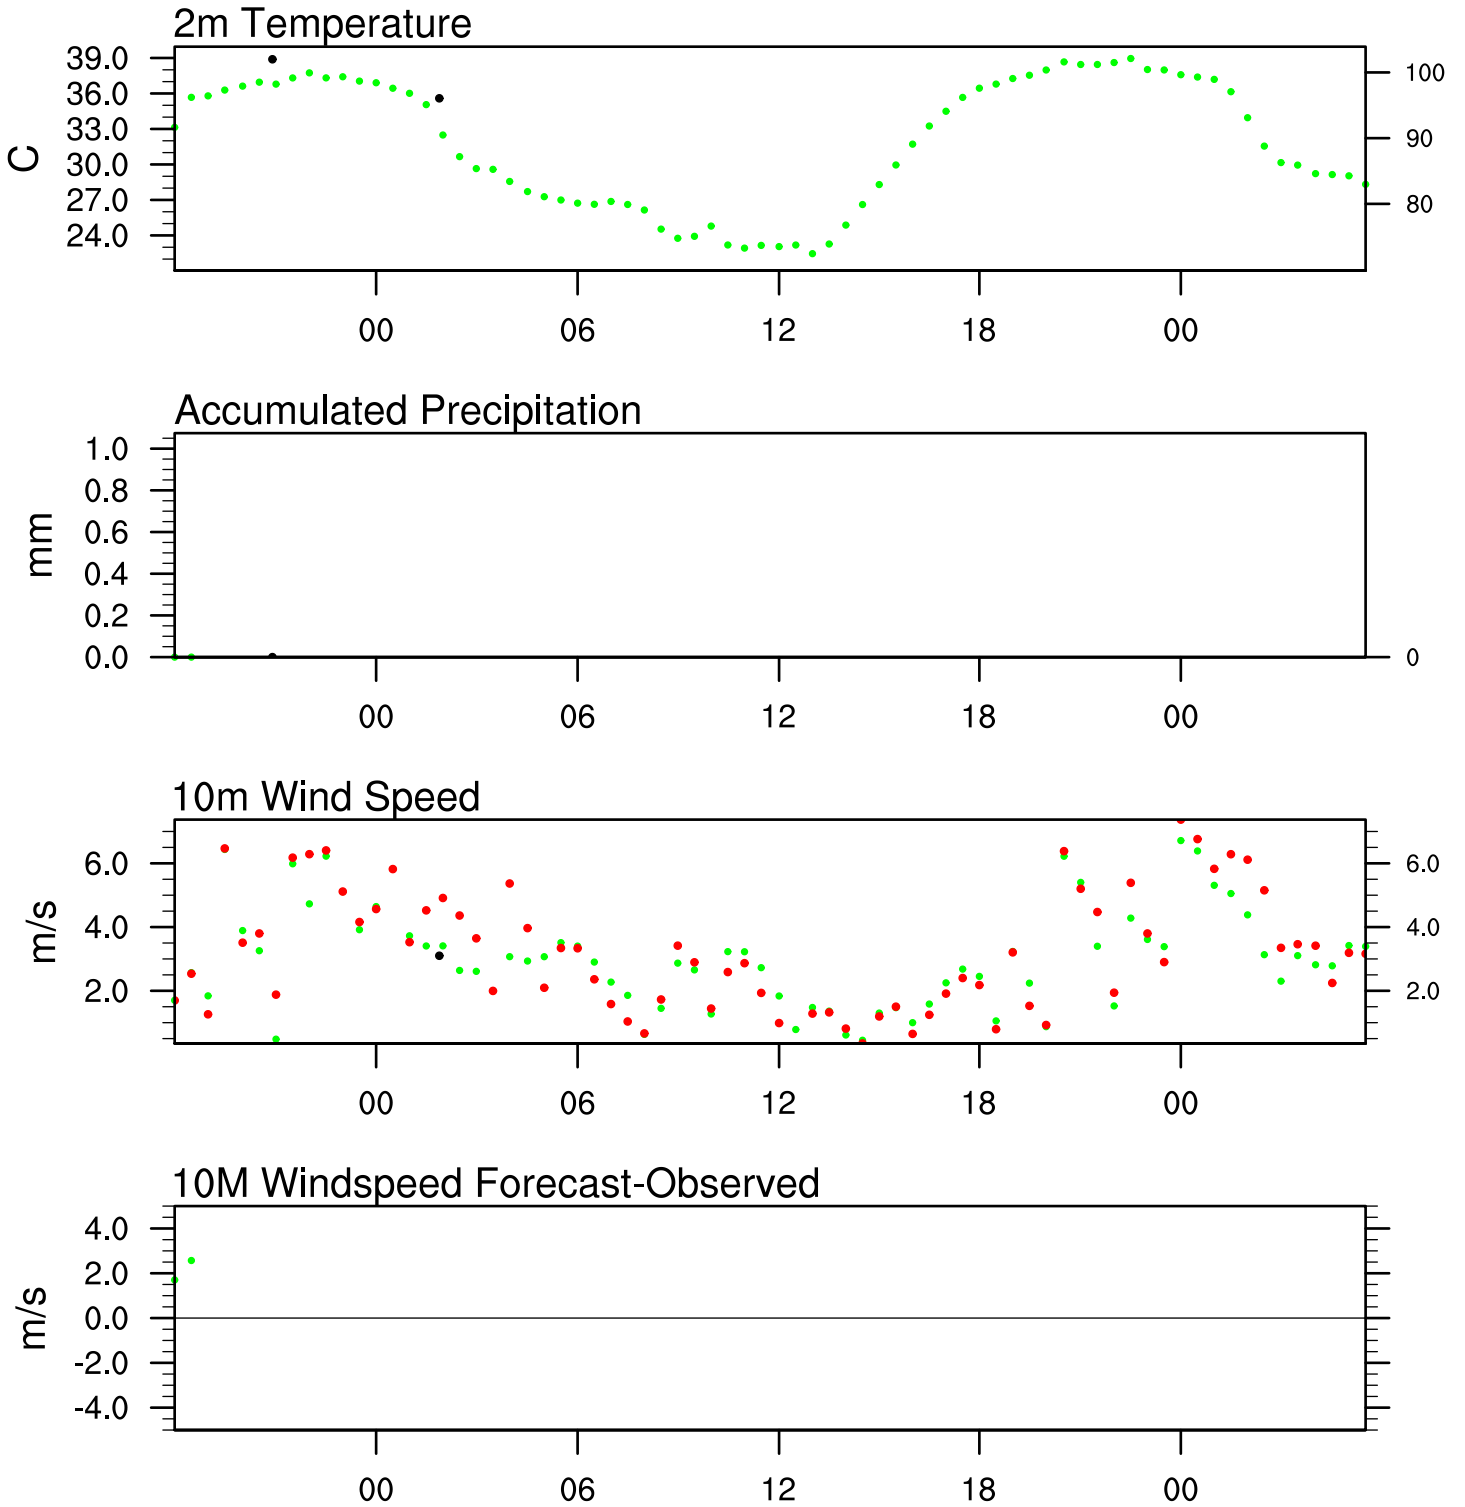 2m Temperature
39.0
36.0
33.0
30.0
27.0
24.0
C
100
90
80
00 06 12 18 00
Accumulated Precipitation
1.0
0.8
0.6
0.4
0.2
0.0
mm
0
00 06 12 18 00
10m Wind Speed
6.0
4.0
2.0
m/s
6.0
4.0
2.0
00 06 12 18 00
10M Windspeed Forecast-Observed
4.0
2.0
0.0
-2.0
-4.0
m/s
00 06 12 18 00